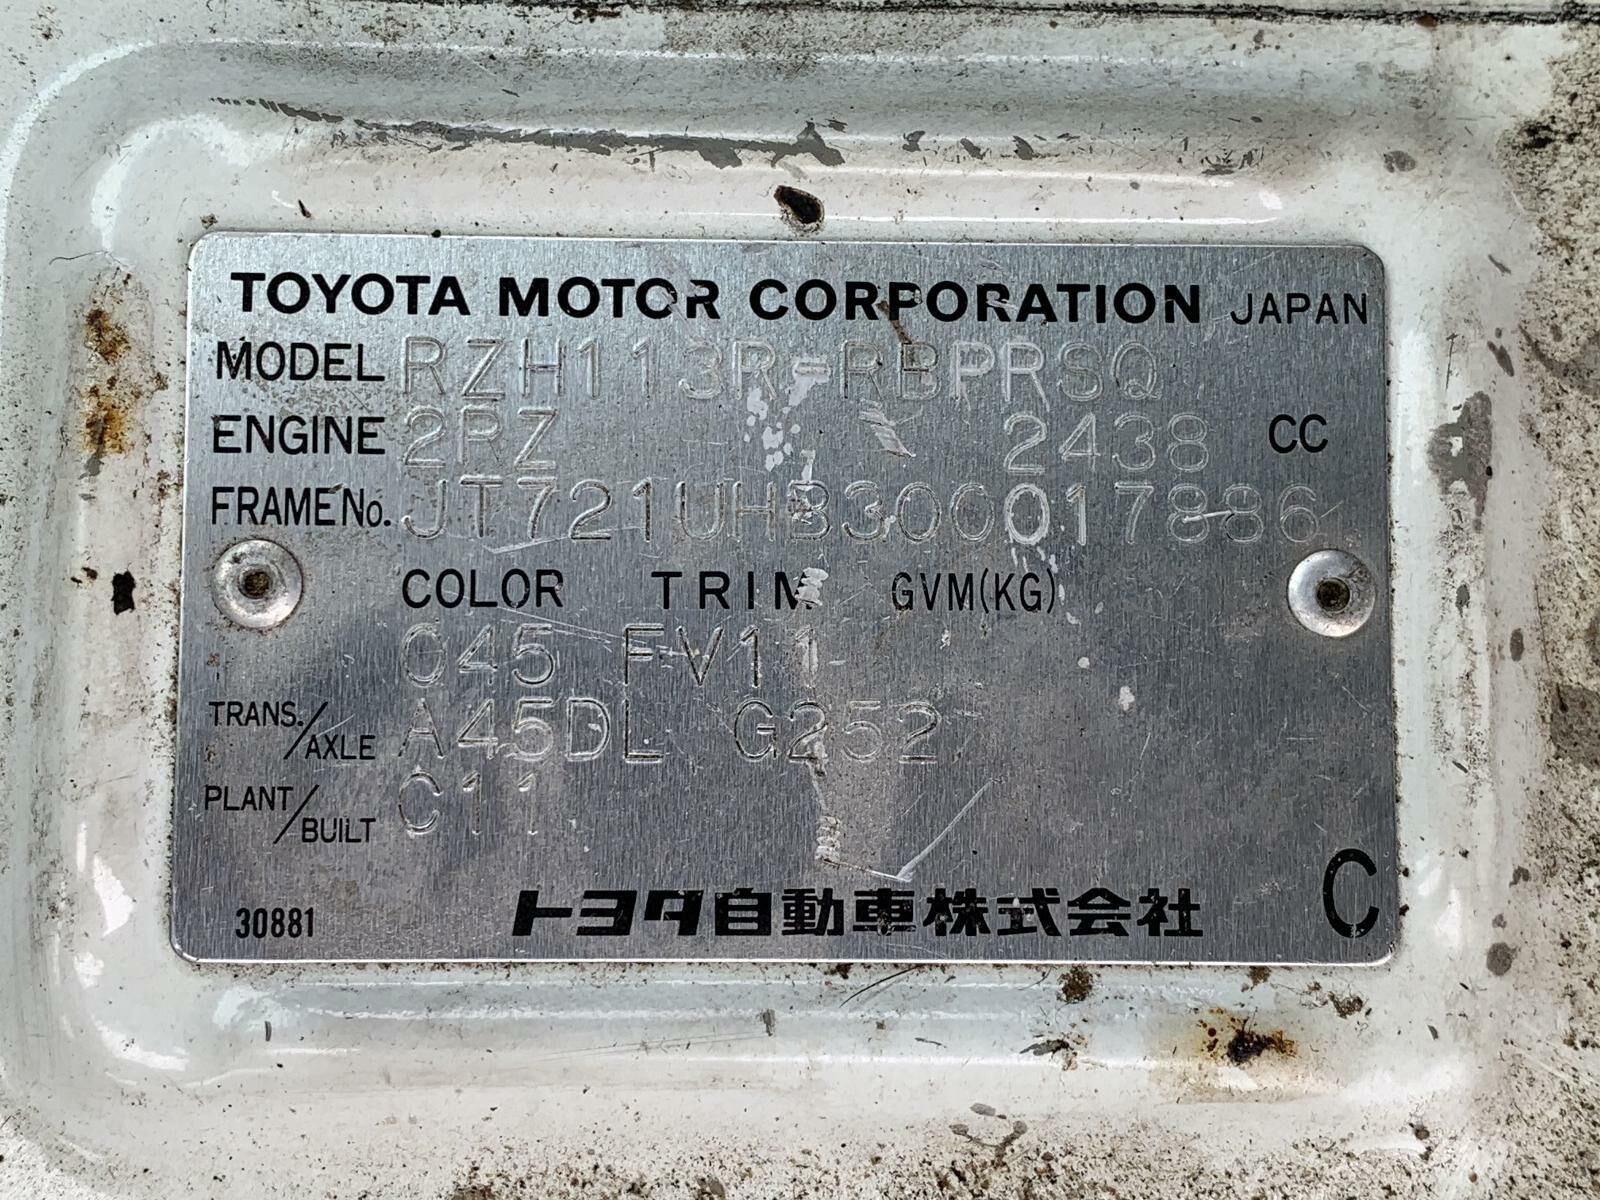 TOYOTA MOTOR CORPORATION JAPAN
MODEL RZH113R-RBPRSQ
ENGINE 2RZ 2438 CC
FRAME No. JT721UHB300017886
COLOR TRIM GVM(KG)
045 FV11
TRANS./AXLE A45DL G252
PLANT/BUILT C11
30881 トヨタ自動車株式会社 C